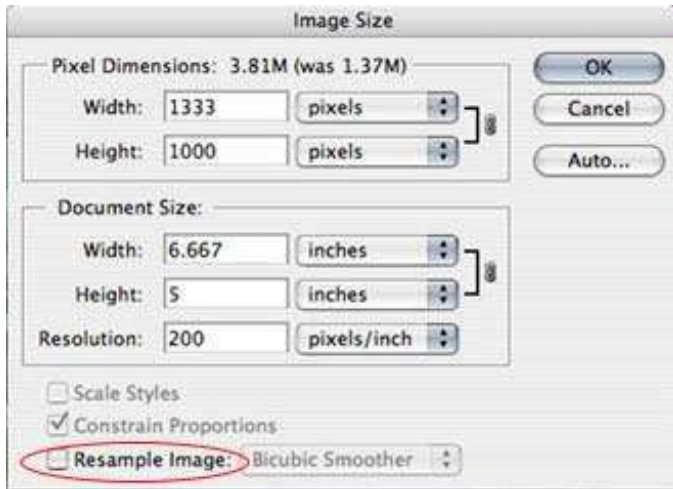 Image Size
Pixel Dimensions: 3.81M (was 1.37M)
Width: 1333 pixels
Height: 1000 pixels
OK
Cancel
Auto...
Document Size:
Width: 6.667 inches
Height: 5 inches
Resolution: 200 pixels/inch
Scale Styles
Constrain Proportions
Resample Image: Bicubic Smoother